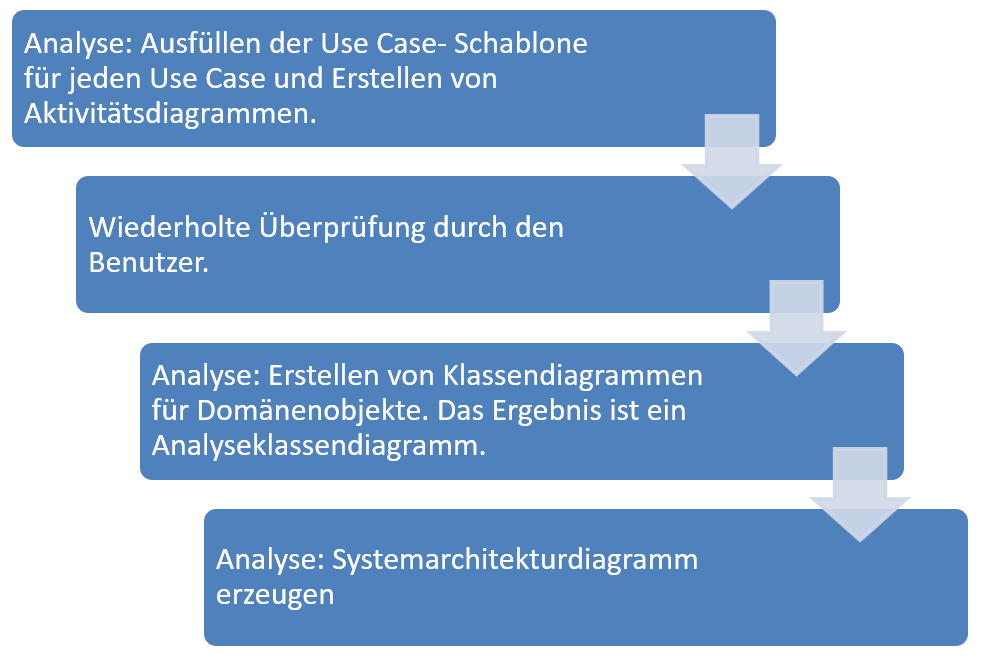 Analyse: Ausfüllen der Use Case- Schablone
für jeden Use Case und Erstellen von
Aktivitätsdiagrammen.
Wiederholte Überprüfung durch den
Benutzer.
Analyse: Erstellen von Klassendiagrammen
für Domänenobjekte. Das Ergebnis ist ein
Analyseklassendiagramm.
Analyse: Systemarchitekturdiagramm
erzeugen